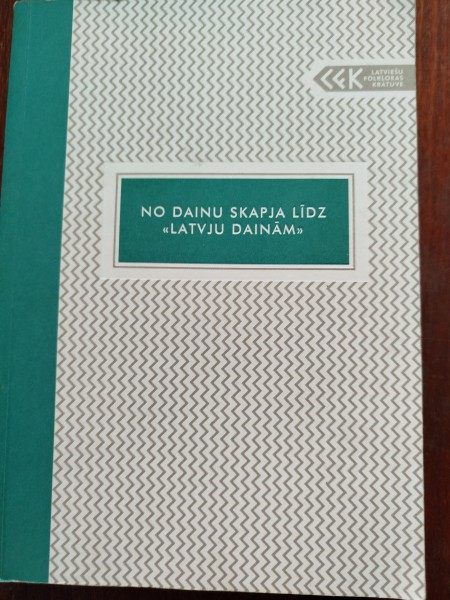 LATVIEŠU
FOLKLORAS
KRĀTUVE
NO DAINU SKAPJA LĪDZ
«LATVJU DAINĀM»